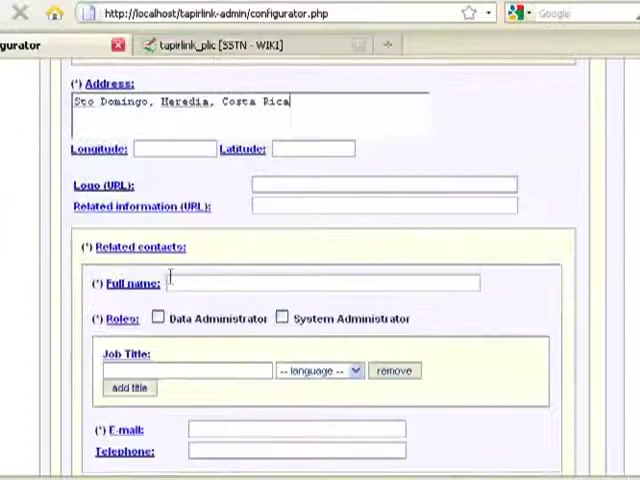 http://localhost/tapirlink-admin/configurator.php
Google
gurator
tapirlink_plic [SSTN - WIKI]
(*) Address:
Sto Domingo, Heredia, Costa Rica
Longitude: Latitude:
Logo (URL):
Related information (URL):
(*) Related contacts:
(*) Full name:
(*) Roles: Data Administrator System Administrator
Job Title:
-- language -- remove
add title
(*) E-mail:
Telephone: